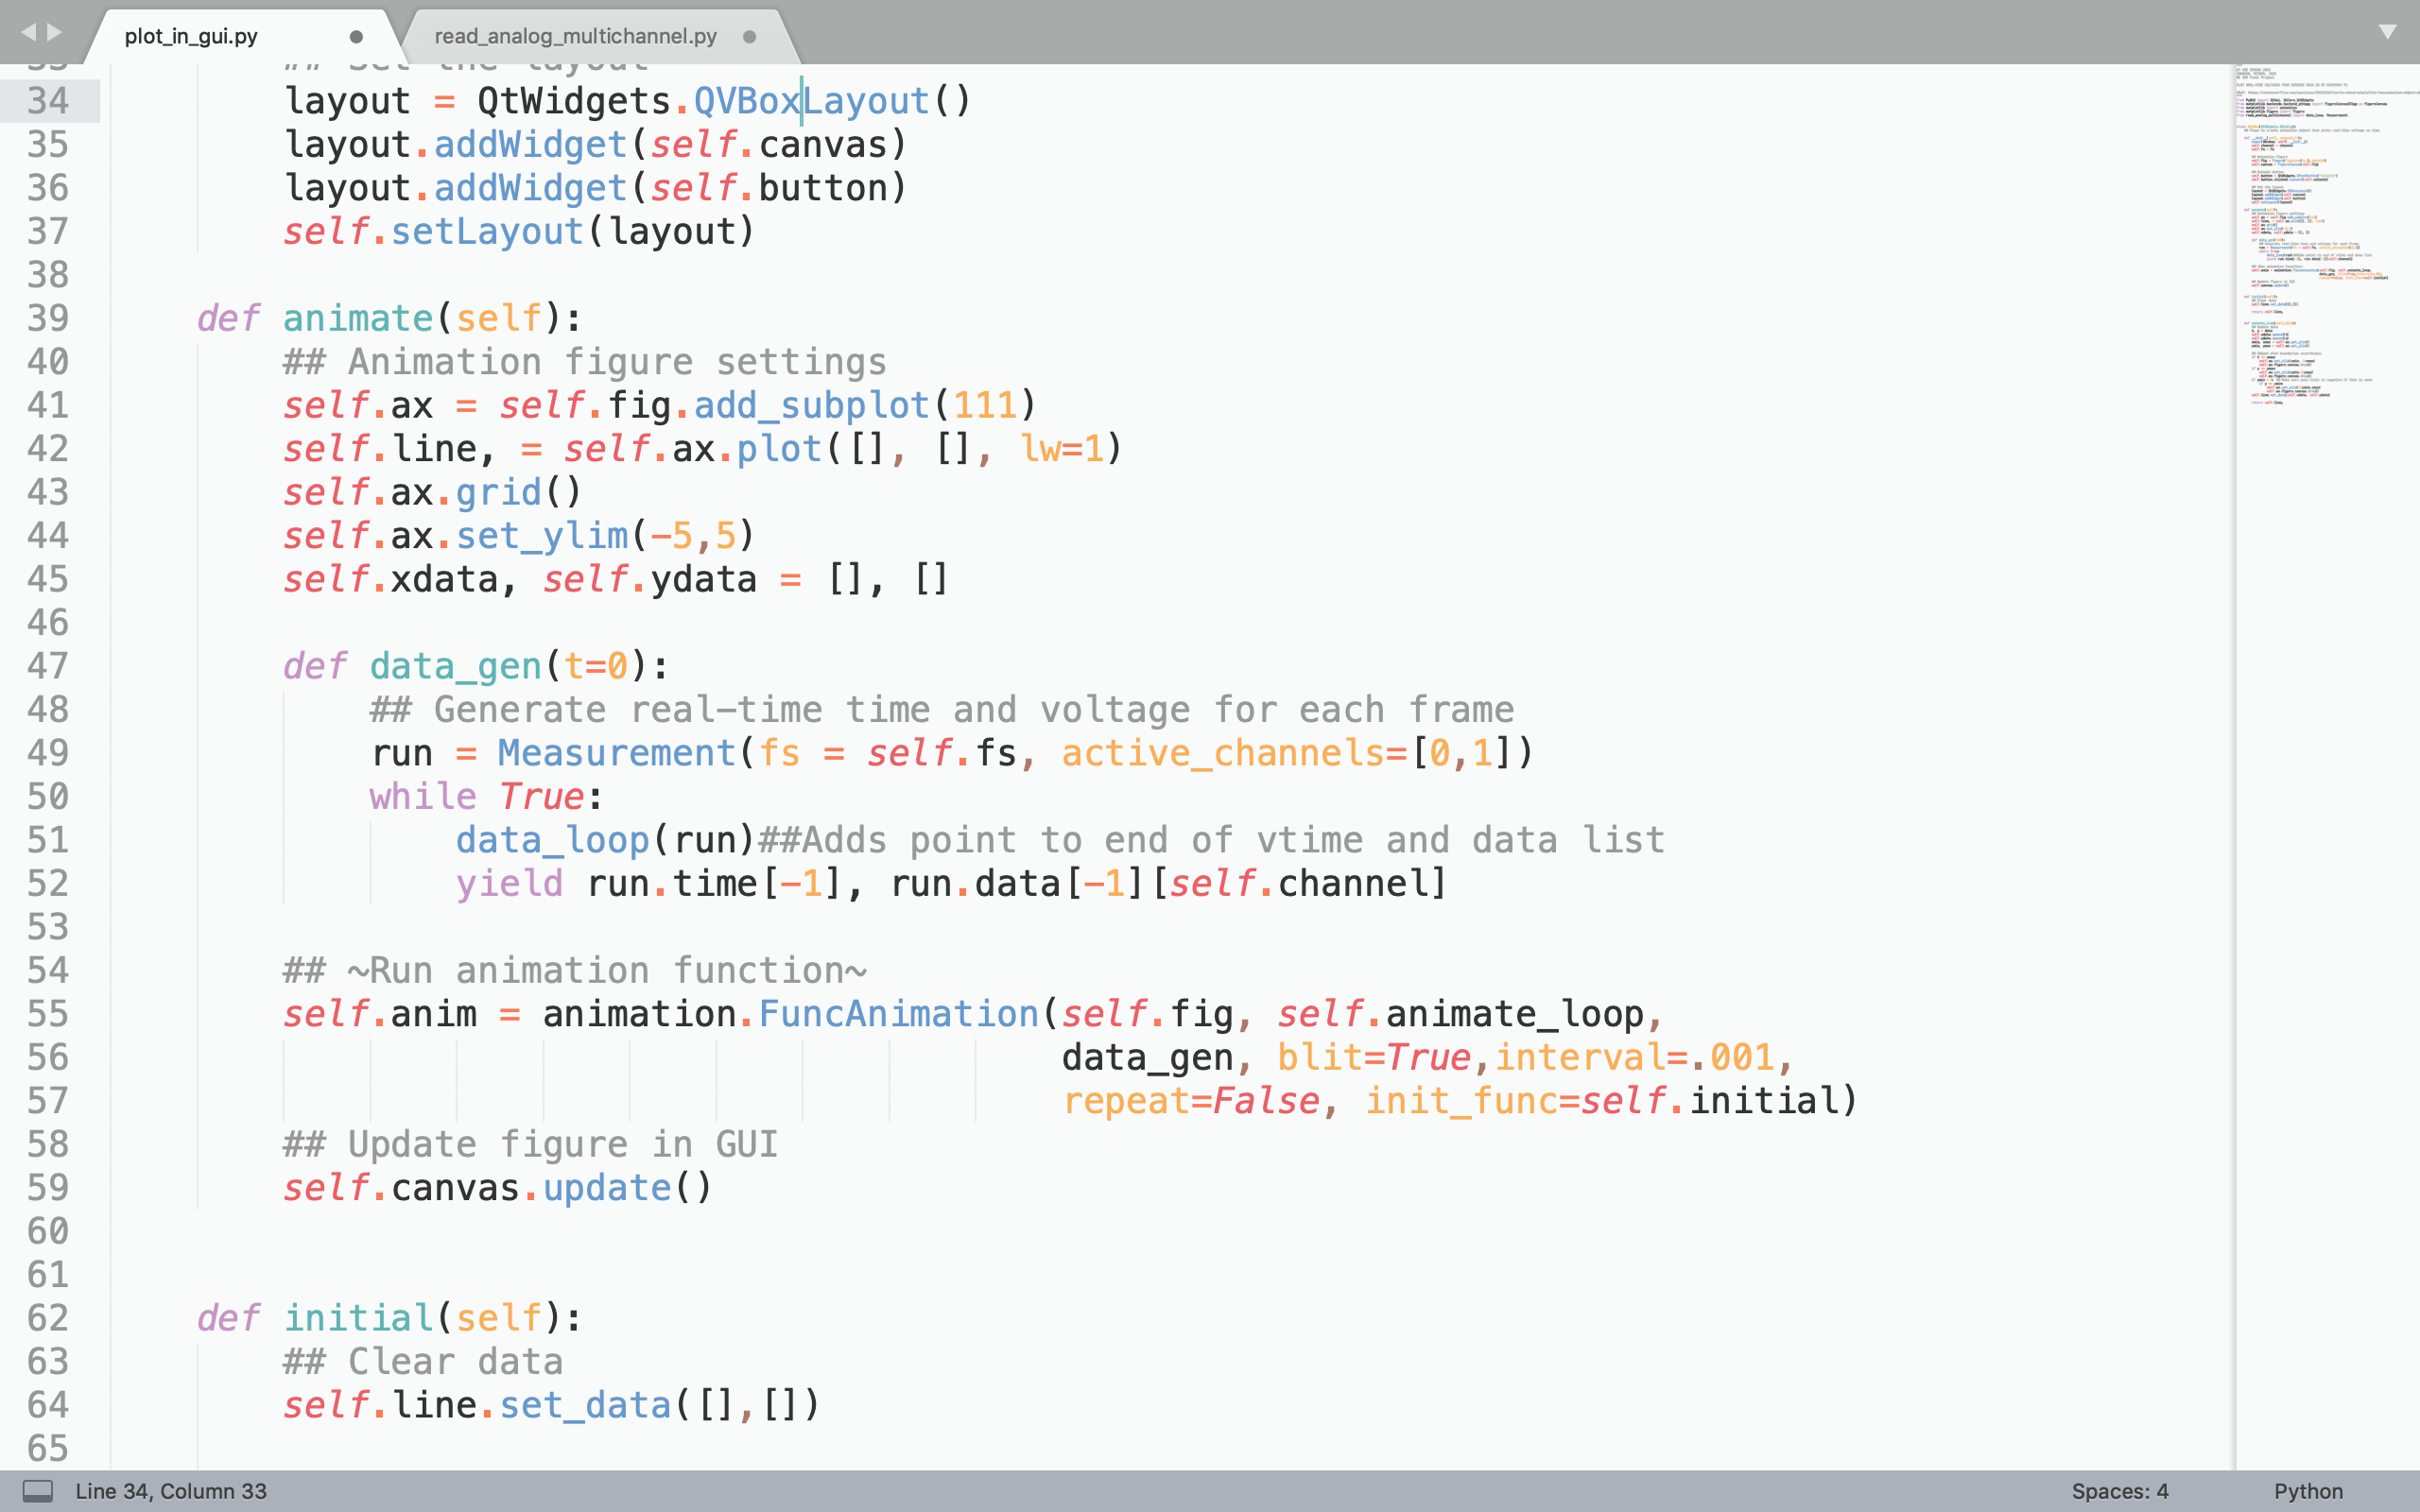 plot_in_gui.py
read_analog_multichannel.py
33 ## Set the layout
34 layout = QtWidgets.QVBoxLayout()
35 layout.addWidget(self.canvas)
36 layout.addWidget(self.button)
37 self.setLayout(layout)
38
39 def animate(self):
40 ## Animation figure settings
41 self.ax = self.fig.add_subplot(111)
42 self.line, = self.ax.plot([], [], lw=1)
43 self.ax.grid()
44 self.ax.set_ylim(-5,5)
45 self.xdata, self.ydata = [], []
46
47 def data_gen(t=0):
48 ## Generate real-time time and voltage for each frame
49 run = Measurement(fs = self.fs, active_channels=[0,1])
50 while True:
51 data_loop(run)##Adds point to end of vtime and data list
52 yield run.time[-1], run.data[-1][self.channel]
53
54 ## ~Run animation function~
55 self.anim = animation.FuncAnimation(self.fig, self.animate_loop,
56 data_gen, blit=True,interval=.001,
57 repeat=False, init_func=self.initial)
58 ## Update figure in GUI
59 self.canvas.update()
60
61
62 def initial(self):
63 ## Clear data
64 self.line.set_data([],[])
65
Line 34, Column 33
Spaces: 4
Python